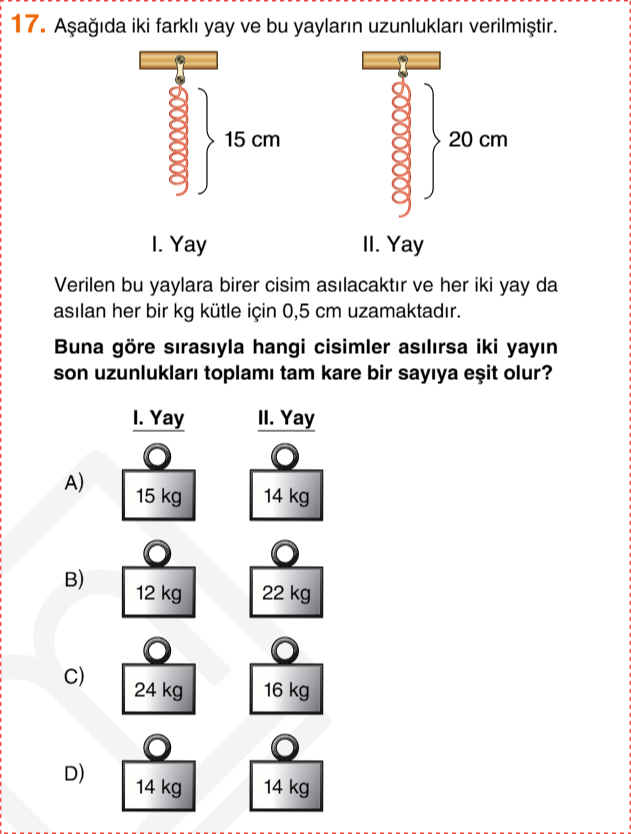 17. Aşağıda iki farklı yay ve bu yayların uzunlukları verilmiştir.
15 cm
20 cm
I. Yay
II. Yay
Verilen bu yaylara birer cisim asılacaktır ve her iki yay da
asılan her bir kg kütle için 0,5 cm uzamaktadır.
Buna göre sırasıyla hangi cisimler asılırsa iki yayın
son uzunlukları toplamı tam kare bir sayıya eşit olur?
I. Yay
II. Yay
A)
15 kg
14 kg
B)
12 kg
22 kg
C)
24 kg
16 kg
D)
14 kg
14 kg